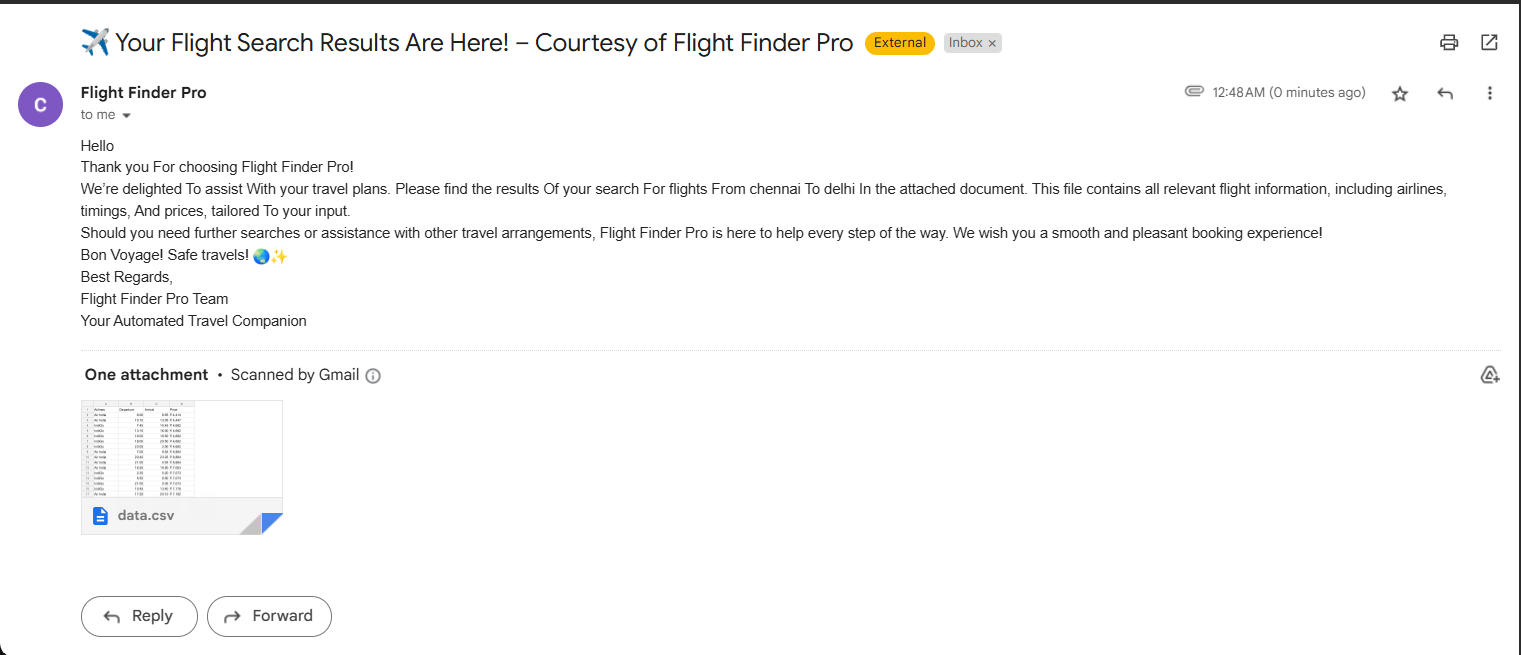 Your Flight Search Results Are Here! – Courtesy of Flight Finder Pro External Inbox ×
C
Flight Finder Pro
12:48 AM (0 minutes ago)
to me
Hello
Thank you For choosing Flight Finder Pro!
We’re delighted To assist With your travel plans. Please find the results Of your search For flights From chennai To delhi In the attached document. This file contains all relevant flight information, including airlines,
timings, And prices, tailored To your input.
Should you need further searches or assistance with other travel arrangements, Flight Finder Pro is here to help every step of the way. We wish you a smooth and pleasant booking experience!
Bon Voyage! Safe travels!
Best Regards,
Flight Finder Pro Team
Your Automated Travel Companion
One attachment • Scanned by Gmail
data.csv
Reply Forward